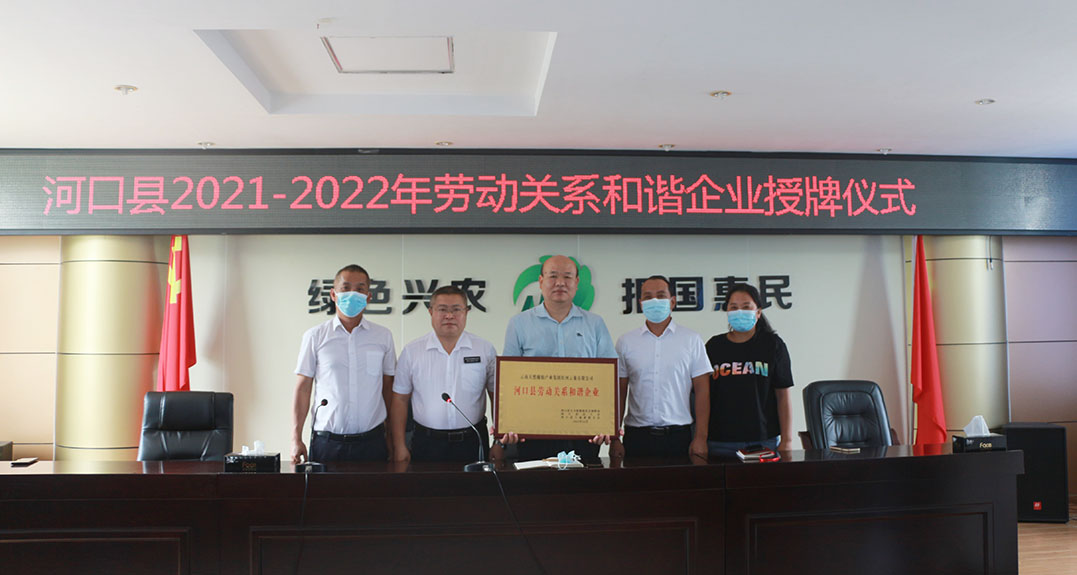 河口县2021-2022年劳动关系和谐企业授牌仪式
绿色兴农 报国惠民
河口县劳动关系和谐企业
OCEAN
Face